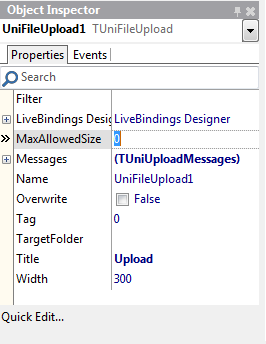 Object Inspector
UniFileUpload1 TUniFileUpload
Properties Events
Search
Filter
LiveBindings Desig LiveBindings Designer
MaxAllowedSize 0
Messages (TUniUploadMessages)
Name UniFileUpload1
Overwrite False
Tag 0
TargetFolder
Title Upload
Width 300
Quick Edit...